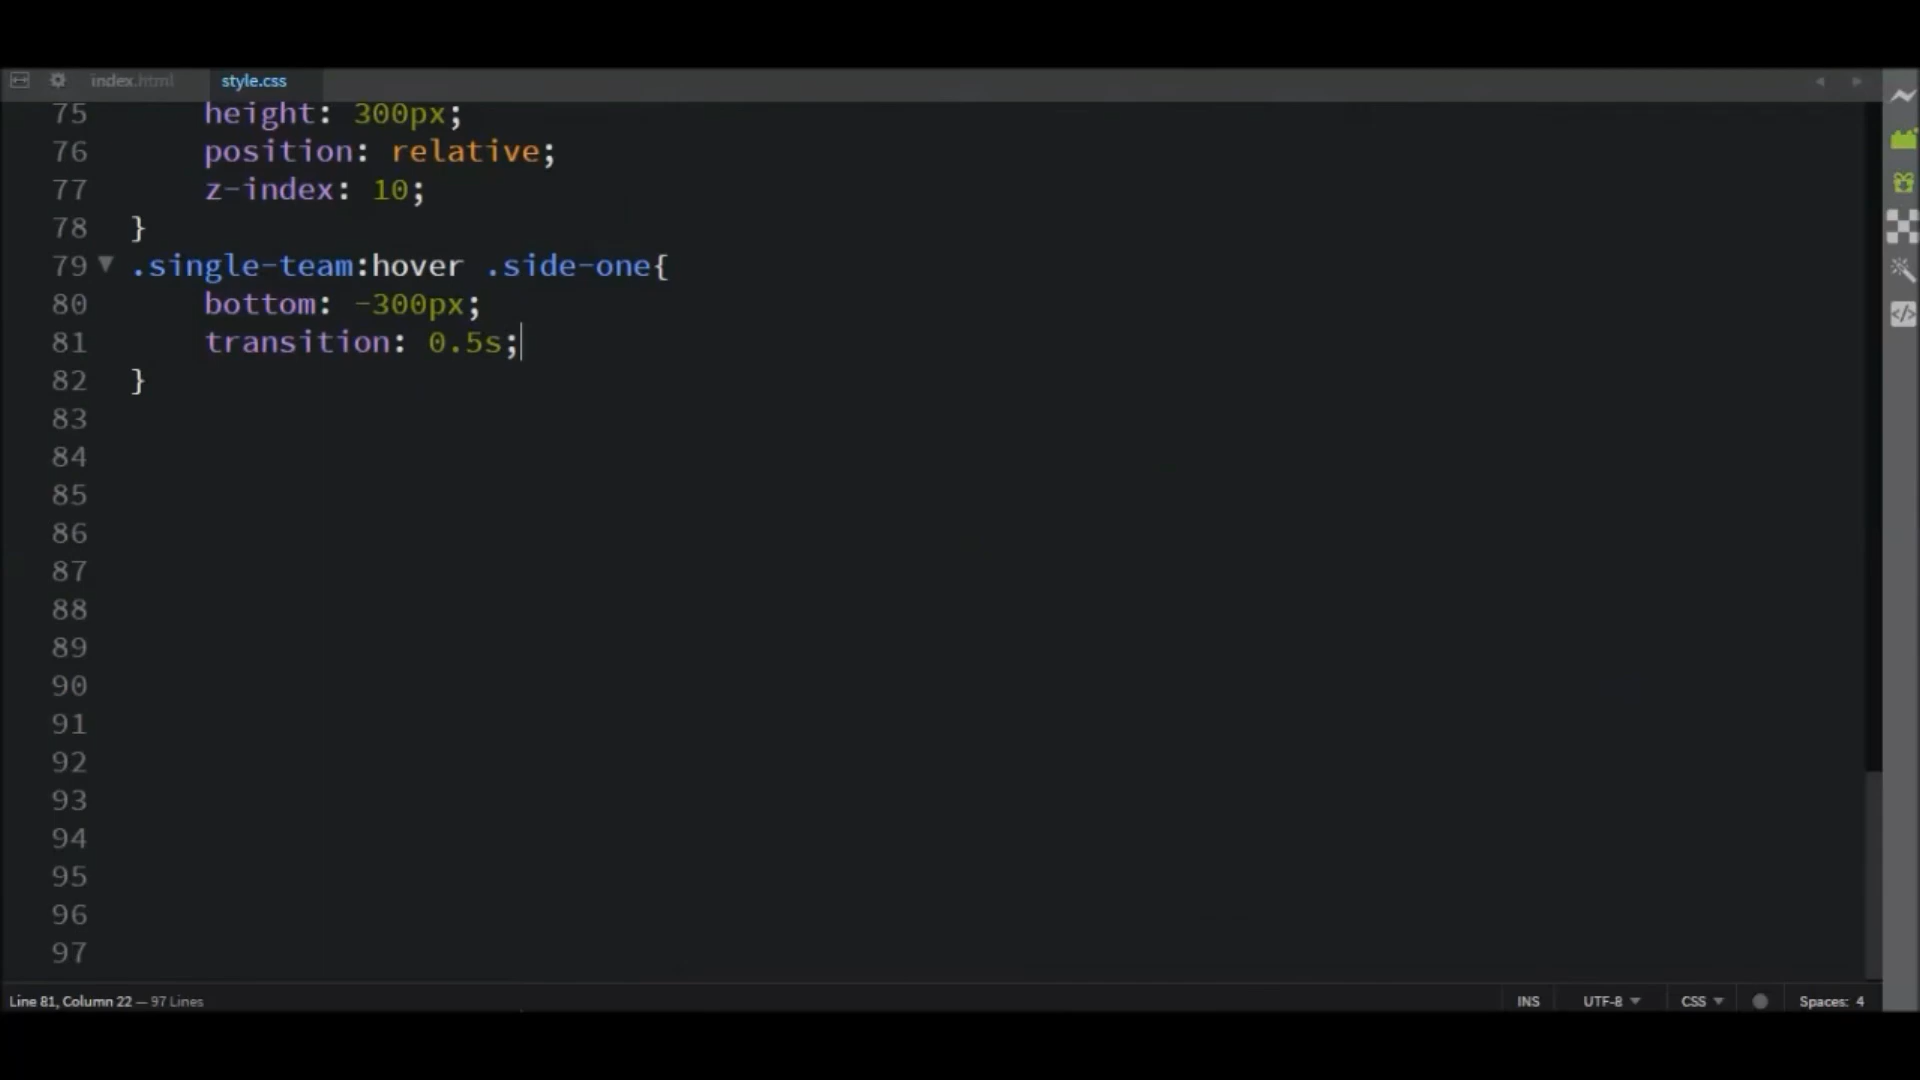 index.html style.css
75 height: 300px;
76 position: relative;
77 z-index: 10;
78 }
79 .single-team:hover .side-one{
80 bottom: -300px;
81 transition: 0.5s;
82 }
83
84
85
86
87
88
89
90
91
92
93
94
95
96
97
Line 81, Column 22 — 97 Lines INS UTF-8 CSS Spaces: 4